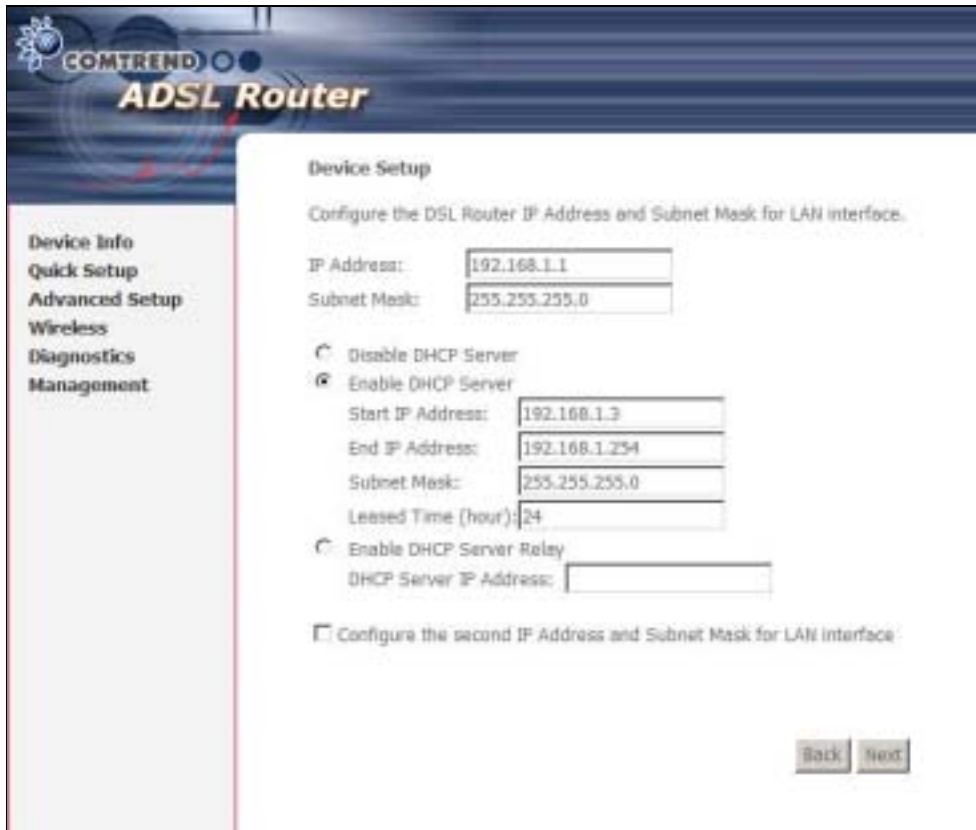 COMTREND
ADSL Router
Device Info
Quick Setup
Advanced Setup
Wireless
Diagnostics
Management
Device Setup
Configure the DSL Router IP Address and Subnet Mask for LAN interface.
IP Address: 192.168.1.1
Subnet Mask: 255.255.255.0
Disable DHCP Server
Enable DHCP Server
Start IP Address: 192.168.1.3
End IP Address: 192.168.1.254
Subnet Mask: 255.255.255.0
Leased Time (hour): 24
Enable DHCP Server Relay
DHCP Server IP Address:
Configure the second IP Address and Subnet Mask for LAN interface
Back Next